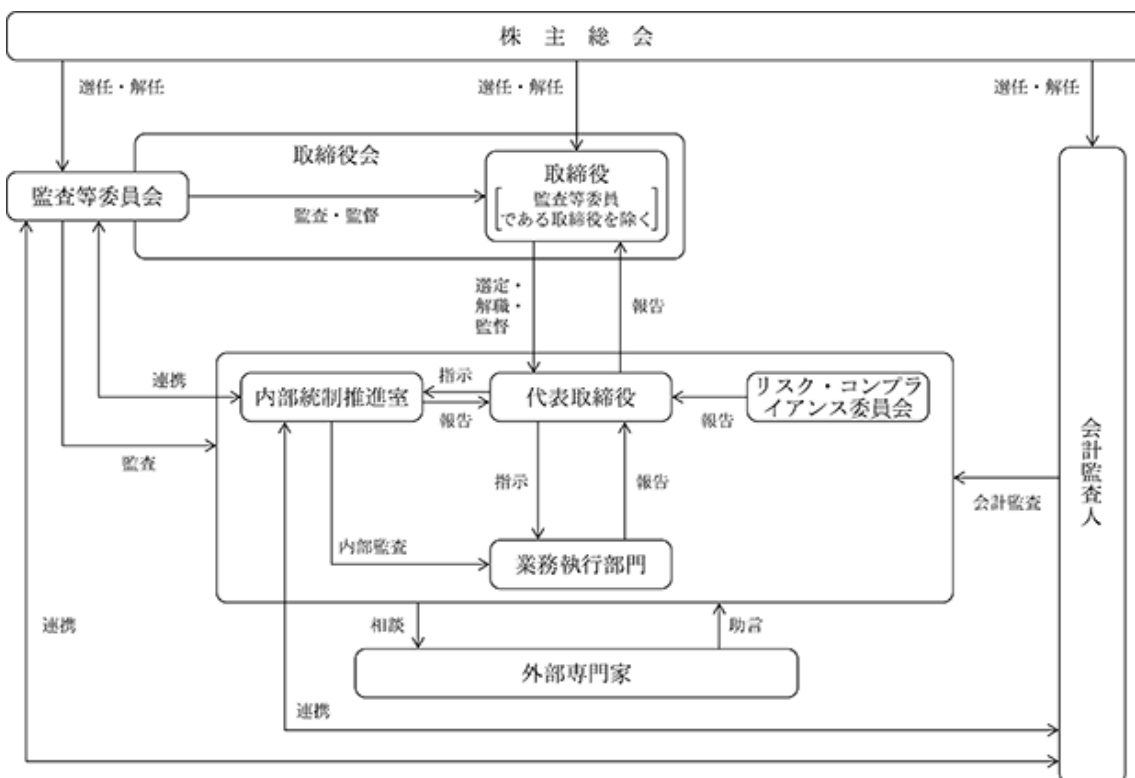 株主総会
選任・解任
選任・解任
選任・解任
取締役会
監査等委員会
監査・監督
取締役
監査等委員
である取締役を除く
選定・
解職・
監督
報告
連携
内部統制推進室
指示
報告
代表取締役
報告
リスク・コンプラ
イアンス委員会
監査
指示
報告
会計監査
会計監査人
内部監査
業務執行部門
連携
相談
助言
外部専門家
連携